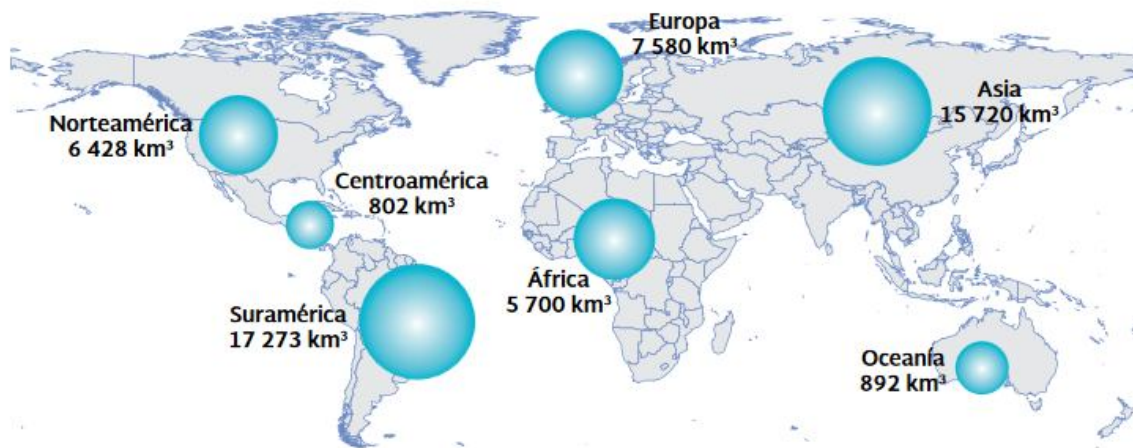 Europa
7 580 km³
Asia
15 720 km³
Norteamérica
6 428 km³
Centroamérica
802 km³
África
5 700 km³
Suramérica
17 273 km³
Oceanía
892 km³